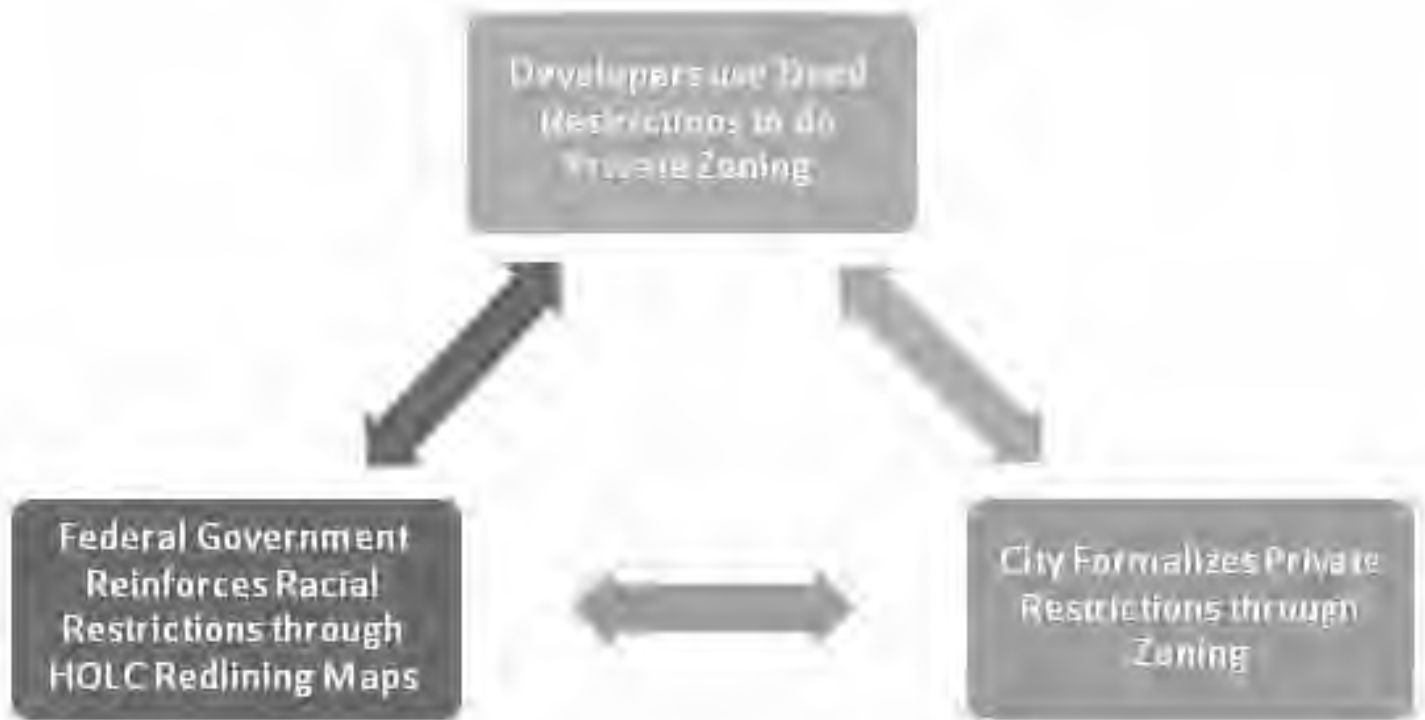 Developers use Deed
Restrictions to do
Private Zoning
Federal Government
Reinforces Racial
Restrictions through
HOLC Redlining Maps
City Formalizes Private
Restrictions through
Zoning